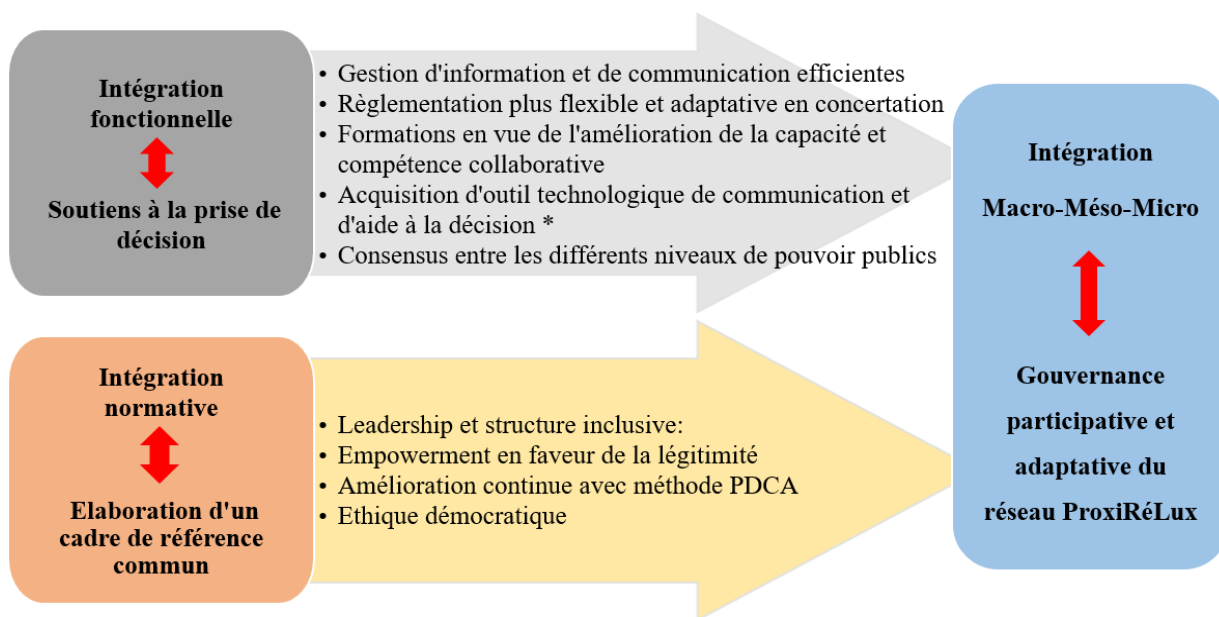 Intégration
fonctionnelle
Soutiens à la prise de
décision
• Gestion d'information et de communication efficientes
• Règlementation plus flexible et adaptative en concertation
• Formations en vue de l'amélioration de la capacité et
compétence collaborative
• Acquisition d'outil technologique de communication et
d'aide à la décision *
• Consensus entre les différents niveaux de pouvoir publics
Intégration
normative
Elaboration d'un
cadre de référence
commun
• Leadership et structure inclusive:
• Empowerment en faveur de la légitimité
• Amélioration continue avec méthode PDCA
• Ethique démocratique
Intégration
Macro-Méso-Micro
Gouvernance
participative et
adaptative du
réseau ProxiRéLux